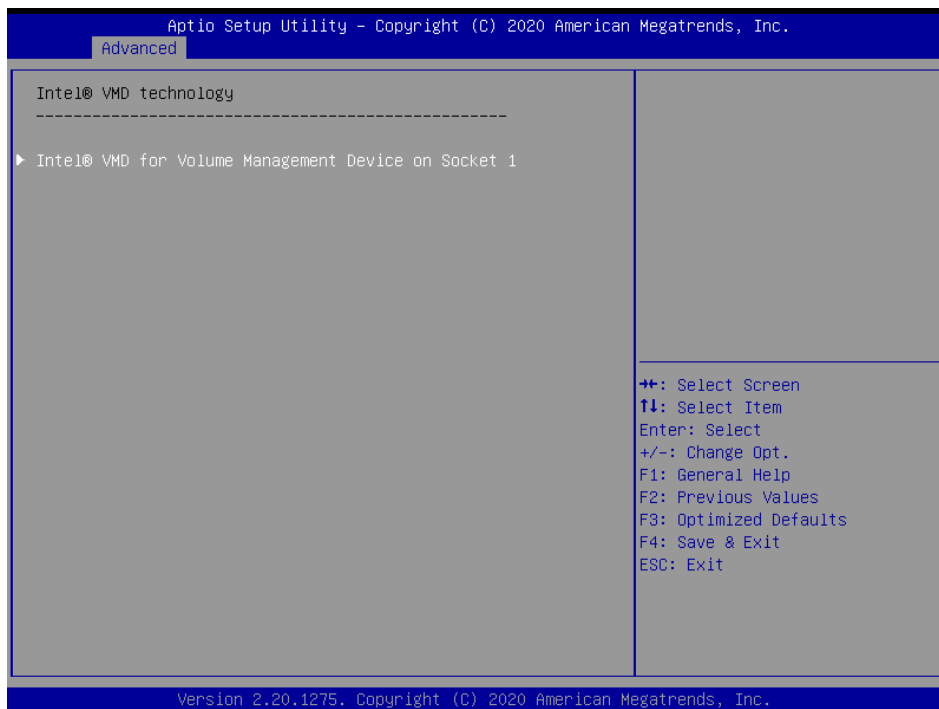 Aptio Setup Utility – Copyright (C) 2020 American Megatrends, Inc.
Advanced
Intel® VMD technology
--------------------------------------------------
▶ Intel® VMD for Volume Management Device on Socket 1
→←: Select Screen
↑↓: Select Item
Enter: Select
+/-: Change Opt.
F1: General Help
F2: Previous Values
F3: Optimized Defaults
F4: Save & Exit
ESC: Exit
Version 2.20.1275. Copyright (C) 2020 American Megatrends, Inc.